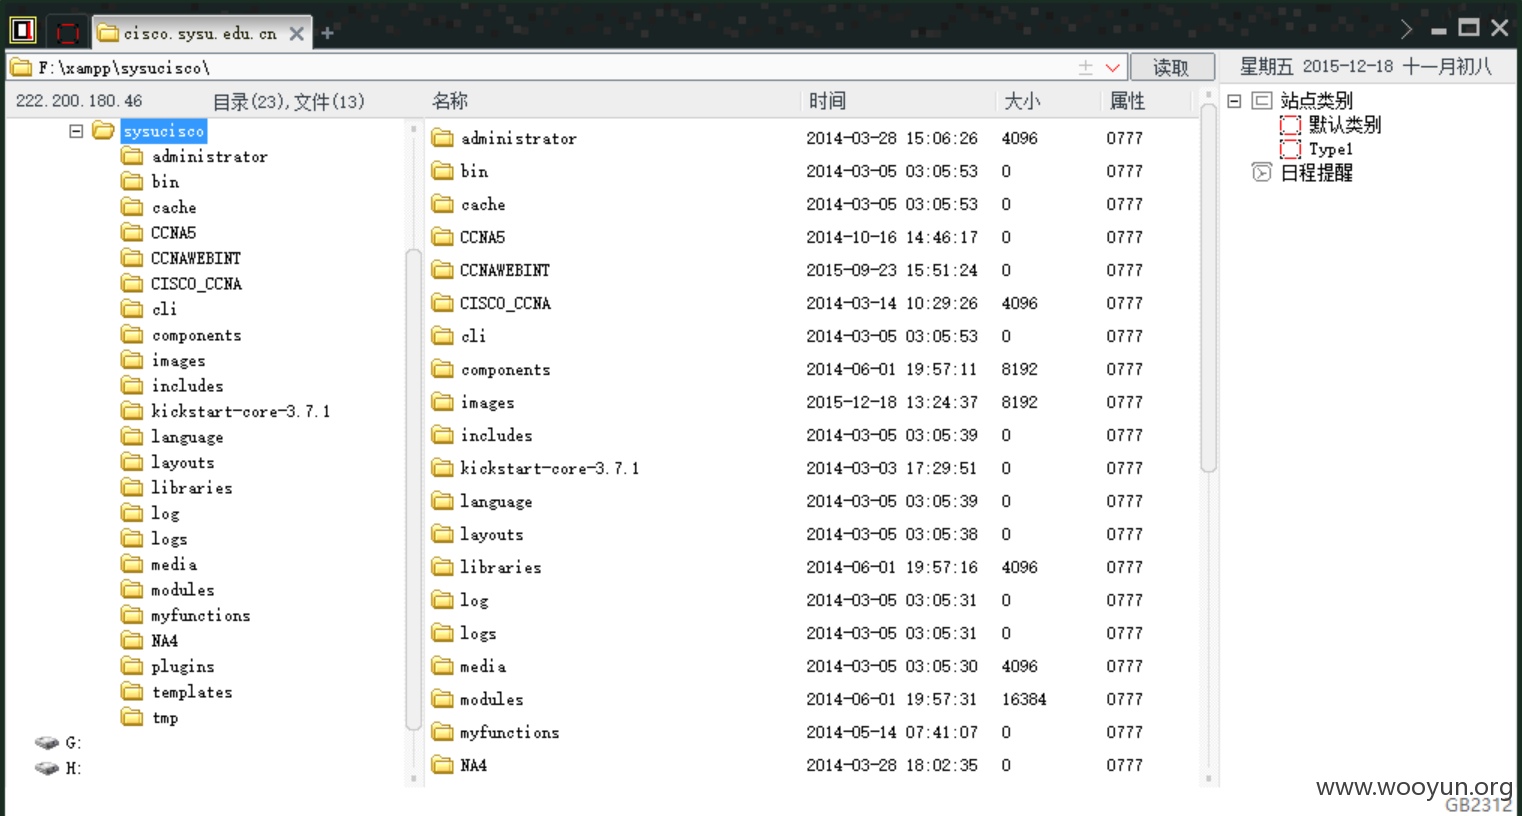 cisco.sysu.edu.cn
F:\xampp\sysucisco\ 读取 星期五 2015-12-18 十一月初八
222.200.180.46 目录(23),文件(13) 名称 时间 大小 属性
sysucisco
administrator
bin
cache
CCNA5
CCNAWEBINT
CISCO_CCNA
cli
components
images
includes
kickstart-core-3.7.1
language
layouts
libraries
log
logs
media
modules
myfunctions
NA4
plugins
templates
tmp
G:
H:
administrator 2014-03-28 15:06:26 4096 0777
bin 2014-03-05 03:05:53 0 0777
cache 2014-03-05 03:05:53 0 0777
CCNA5 2014-10-16 14:46:17 0 0777
CCNAWEBINT 2015-09-23 15:51:24 0 0777
CISCO_CCNA 2014-03-14 10:29:26 4096 0777
cli 2014-03-05 03:05:53 0 0777
components 2014-06-01 19:57:11 8192 0777
images 2015-12-18 13:24:37 8192 0777
includes 2014-03-05 03:05:39 0 0777
kickstart-core-3.7.1 2014-03-03 17:29:51 0 0777
language 2014-03-05 03:05:39 0 0777
layouts 2014-03-05 03:05:38 0 0777
libraries 2014-06-01 19:57:16 4096 0777
log 2014-03-05 03:05:31 0 0777
logs 2014-03-05 03:05:31 0 0777
media 2014-03-05 03:05:30 4096 0777
modules 2014-06-01 19:57:31 16384 0777
myfunctions 2014-05-14 07:41:07 0 0777
NA4 2014-03-28 18:02:35 0 0777
站点类别
默认类别
Type1
日程提醒
www.wooyun.org
GB2312